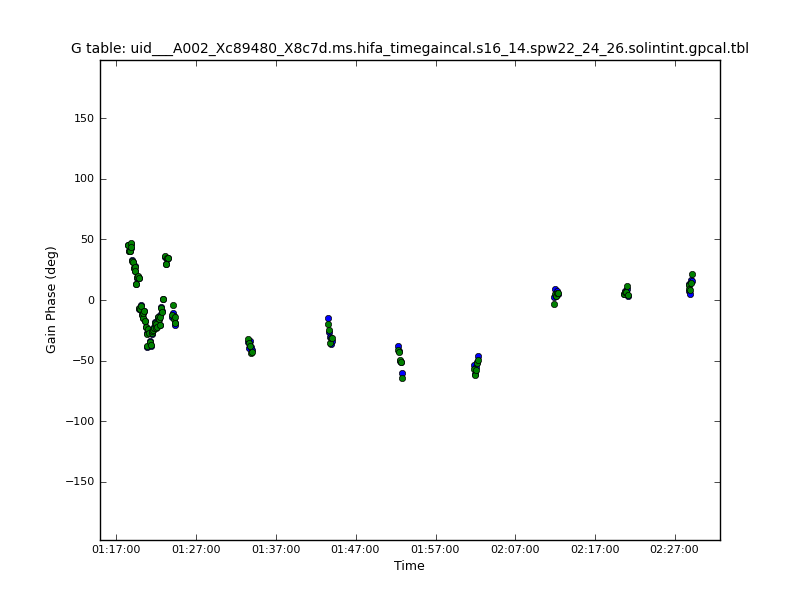 G table: uid___A002_Xc89480_X8c7d.ms.hifa_timegaincal.s16_14.spw22_24_26.solintint.gpcal.tbl
150
100
50
0
−50
−100
−150
Gain Phase (deg)
01:17:00 01:27:00 01:37:00 01:47:00 01:57:00 02:07:00 02:17:00 02:27:00
Time